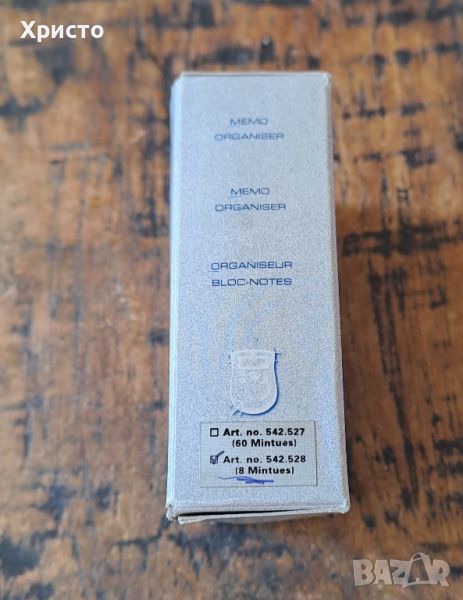 Христо
MEMO
ORGANISER
MEMO
ORGANISER
ORGANISEUR
BLOC-NOTES
Art. no. 542.527
(60 Mintues)
Art. no. 542.528
(8 Mintues)
BAZAR